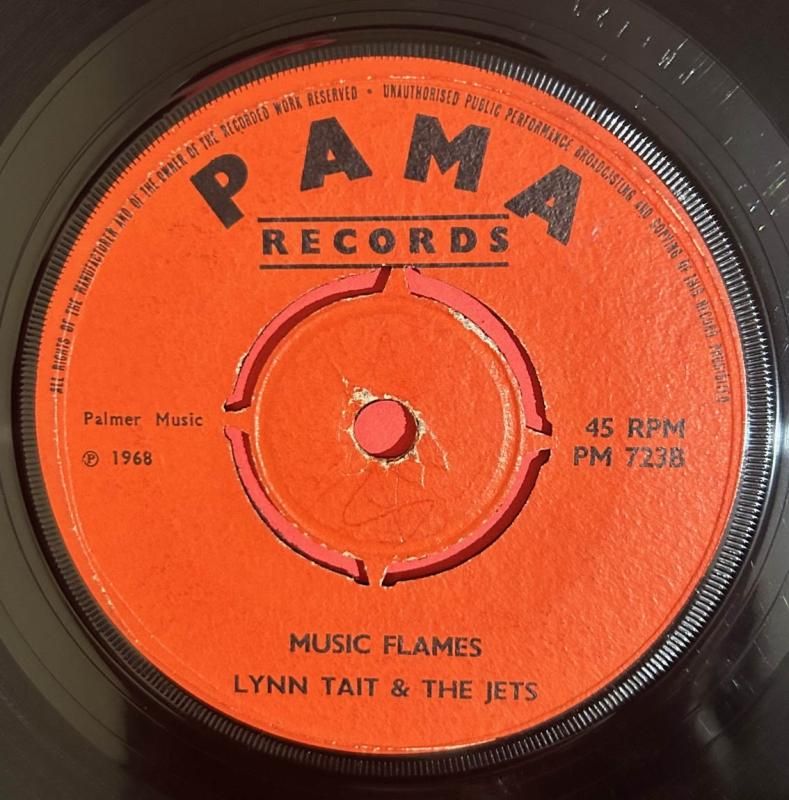 ALL RIGHTS OF THE MANUFACTURER AND OF THE OWNER OF THE RECORDED WORK RESERVED • UNAUTHORISED PUBLIC PERFORMANCE BROADCASTING AND COPYING OF THIS RECORD PROHIBITED
PAMA
RECORDS
Palmer Music
℗ 1968
45 RPM
PM 723B
MUSIC FLAMES
LYNN TAIT & THE JETS